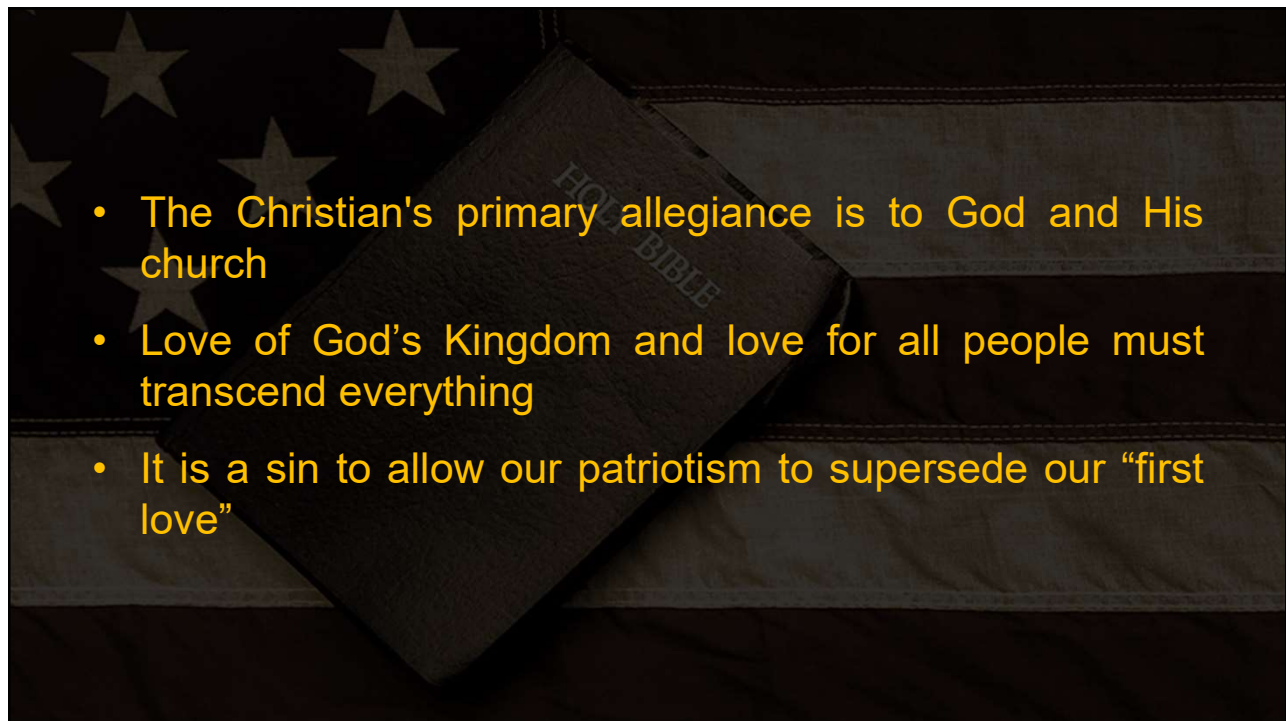 HOLY BIBLE
• The Christian's primary allegiance is to God and His
church
• Love of God’s Kingdom and love for all people must
transcend everything
• It is a sin to allow our patriotism to supersede our “first
love”